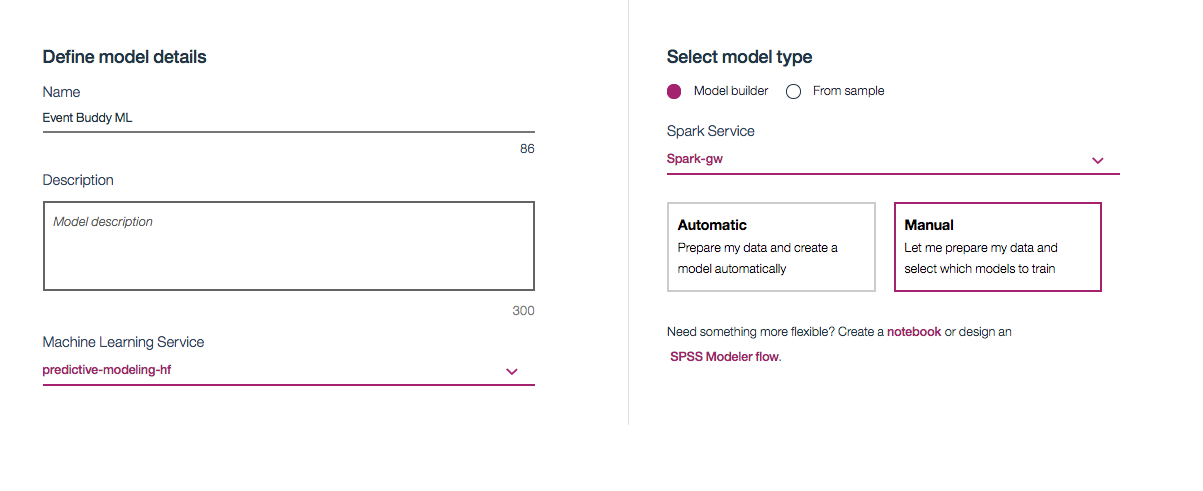 Define model details
Name
Event Buddy ML
86
Description
Model description
300
Machine Learning Service
predictive-modeling-hf
Select model type
Model builder
From sample
Spark Service
Spark-gw
Automatic
Prepare my data and create a
model automatically
Manual
Let me prepare my data and
select which models to train
Need something more flexible? Create a notebook or design an
SPSS Modeler flow.